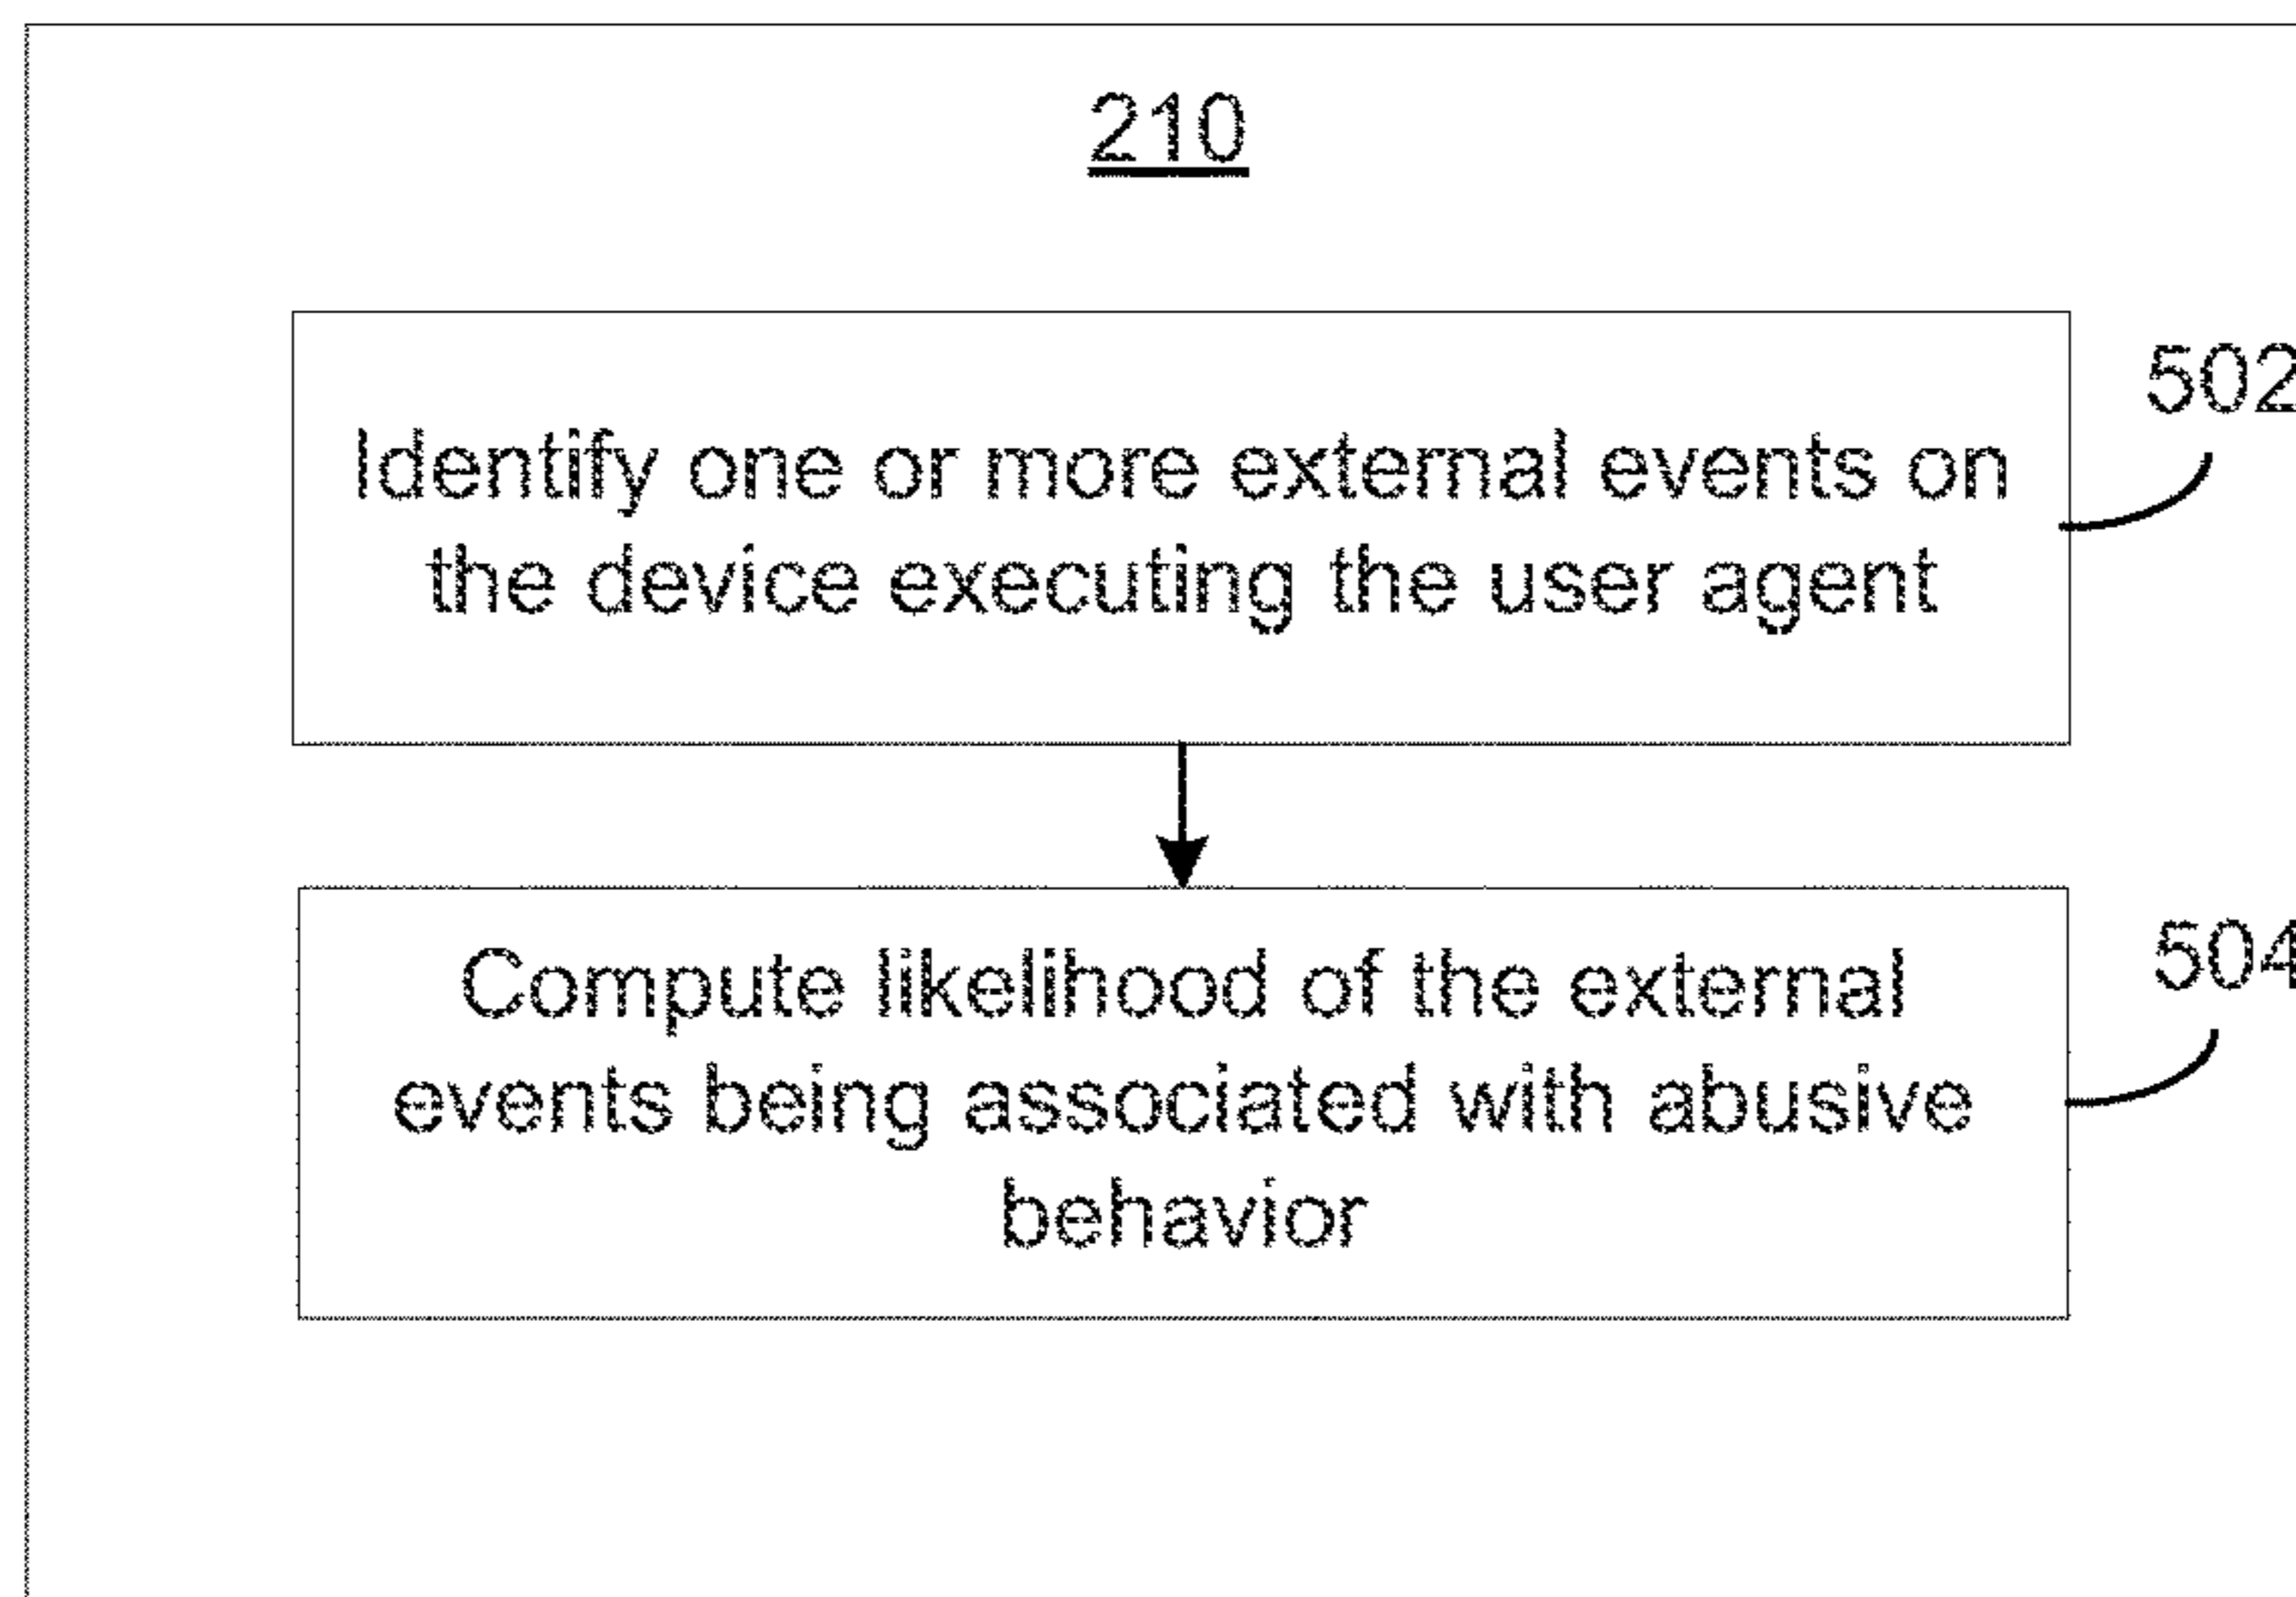 210
Identify one or more external events on
the device executing the user agent
502
Compute likelihood of the external
events being associated with abusive
behavior
504